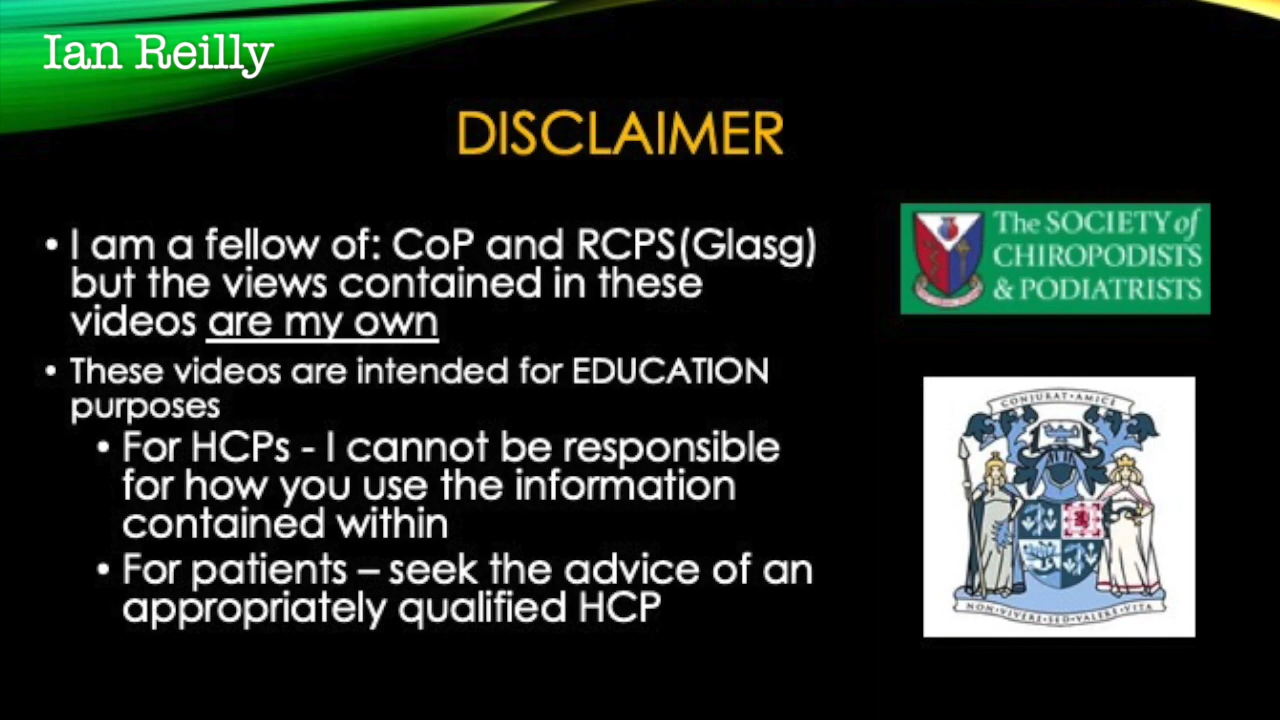 Ian Reilly
DISCLAIMER
• I am a fellow of: CoP and RCPS(Glasg)
but the views contained in these
videos are my own
• These videos are intended for EDUCATION
purposes
• For HCPs - I cannot be responsible
for how you use the information
contained within
• For patients – seek the advice of an
appropriately qualified HCP
The SOCIETY of
CHIROPODISTS
& PODIATRISTS
CONJURAT·AMICE
NON·VIVERE·SED·VALERE·VITA